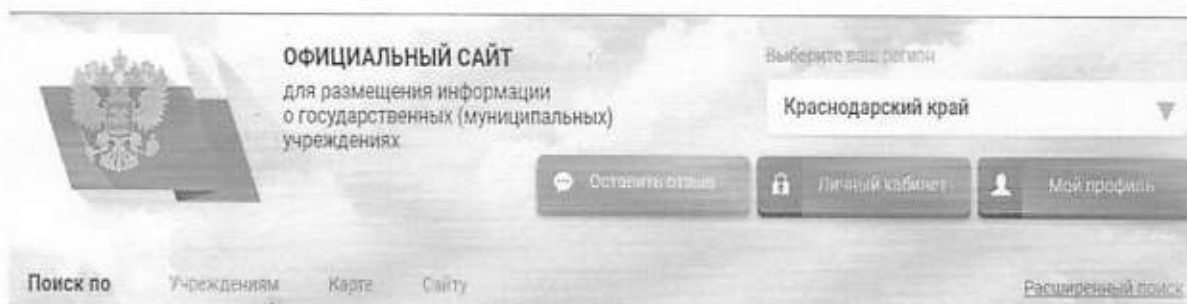 ОФИЦИАЛЬНЫЙ САЙТ
для размещения информации
о государственных (муниципальных)
учреждениях
Выберите ваш регион
Краснодарский край
Оставить отзыв
Личный кабинет
Мой профиль
Поиск по
Учреждениям
Карте
Сайту
Расширенный поиск